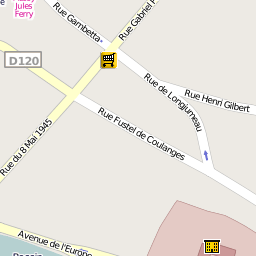 Jules
Ferry
Rue Gambetta
Rue Gabriel
D120
Rue de Longjumeau
Rue Henri Gilbert
Rue Fustel de Coulanges
Rue du 8 Mai 1945
Avenue de l'Europe